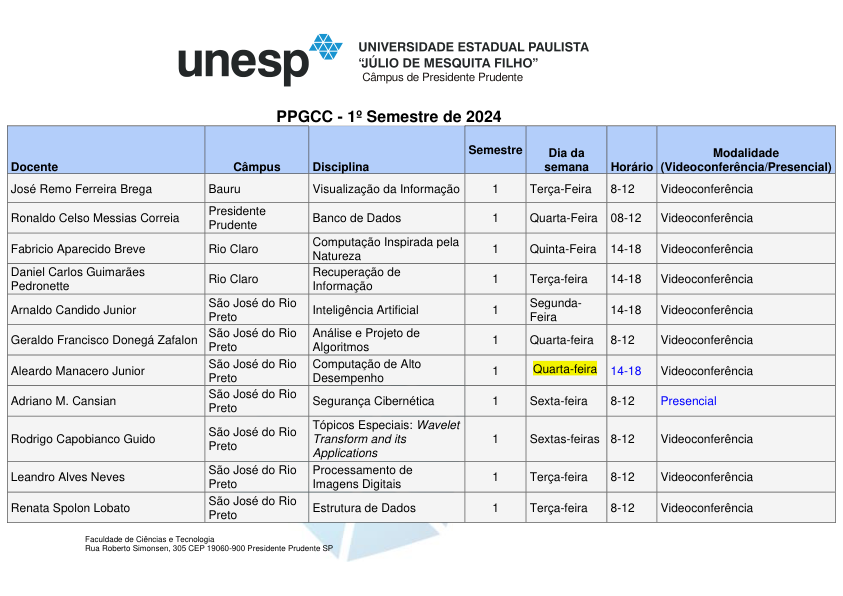 unesp
UNIVERSIDADE ESTADUAL PAULISTA
“JÚLIO DE MESQUITA FILHO”
Câmpus de Presidente Prudente
PPGCC - 1º Semestre de 2024
Docente Câmpus Disciplina Semestre Dia da semana Horário Modalidade (Videoconferência/Presencial)
José Remo Ferreira Brega Bauru Visualização da Informação 1 Terça-Feira 8-12 Videoconferência
Ronaldo Celso Messias Correia Presidente Prudente Banco de Dados 1 Quarta-Feira 08-12 Videoconferência
Fabricio Aparecido Breve Rio Claro Computação Inspirada pela Natureza 1 Quinta-Feira 14-18 Videoconferência
Daniel Carlos Guimarães Pedronette Rio Claro Recuperação de Informação 1 Terça-feira 14-18 Videoconferência
Arnaldo Candido Junior São José do Rio Preto Inteligência Artificial 1 Segunda-Feira 14-18 Videoconferência
Geraldo Francisco Donegá Zafalon São José do Rio Preto Análise e Projeto de Algoritmos 1 Quarta-feira 8-12 Videoconferência
Aleardo Manacero Junior São José do Rio Preto Computação de Alto Desempenho 1 Quarta-feira 14-18 Videoconferência
Adriano M. Cansian São José do Rio Preto Segurança Cibernética 1 Sexta-feira 8-12 Presencial
Rodrigo Capobianco Guido São José do Rio Preto Tópicos Especiais: Wavelet Transform and its Applications 1 Sextas-feiras 8-12 Videoconferência
Leandro Alves Neves São José do Rio Preto Processamento de Imagens Digitais 1 Terça-feira 8-12 Videoconferência
Renata Spolon Lobato São José do Rio Preto Estrutura de Dados 1 Terça-feira 8-12 Videoconferência
Faculdade de Ciências e Tecnologia
Rua Roberto Simonsen, 305 CEP 19060-900 Presidente Prudente SP